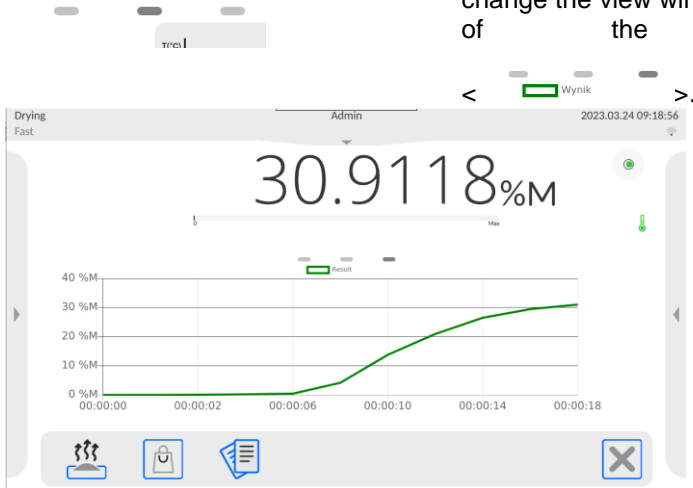 change the view wi
of the
< Wynik >.
Drying Admin 2023.03.24 09:18:56
Fast
30.9118%M
0 Max
Result
40 %M
30 %M
20 %M
10 %M
0 %M
00:00:00 00:00:02 00:00:06 00:00:10 00:00:14 00:00:18